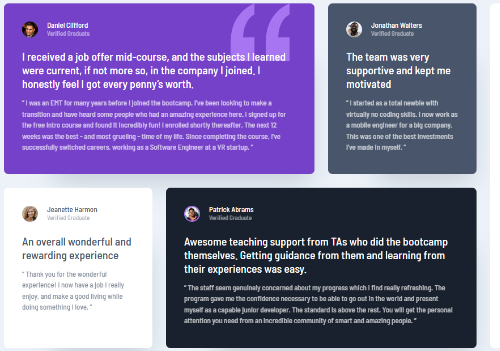 Daniel Clifford
Verified Graduate
I received a job offer mid-course, and the subjects I learned
were current, if not more so, in the company I joined. I
honestly feel I got every penny's worth.
" I was an EMT for many years before I joined the bootcamp. I've been looking to make a
transition and have heard some people who had an amazing experience here. I signed up for
the free intro course and found it incredibly fun! I enrolled shortly thereafter. The next 12
weeks was the best - and most grueling - time of my life. Since completing the course, I've
successfully switched careers, working as a Software Engineer at a VR startup. "
Jonathan Walters
Verified Graduate
The team was very
supportive and kept me
motivated
" I started as a total newbie with
virtually no coding skills. I now work as
a mobile engineer for a big company.
This was one of the best investments
I've made in myself. "
Jeanette Harmon
Verified Graduate
An overall wonderful and
rewarding experience
" Thank you for the wonderful
experience! I now have a job I really
enjoy, and make a good living while
doing something I love. "
Patrick Abrams
Verified Graduate
Awesome teaching support from TAs who did the bootcamp
themselves. Getting guidance from them and learning from
their experiences was easy.
" The staff seem genuinely concerned about my progress which I find really refreshing. The
program gave me the confidence necessary to be able to go out in the world and present
myself as a capable junior developer. The standard is above the rest. You will get the personal
attention you need from an incredible community of smart and amazing people. "